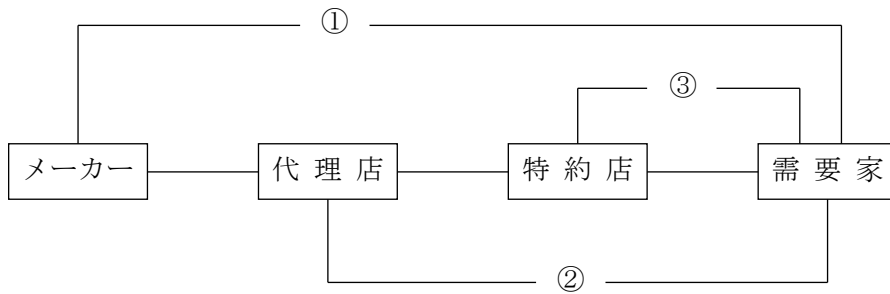 ①
③
メーカー
代 理 店
特 約 店
需 要 家
②